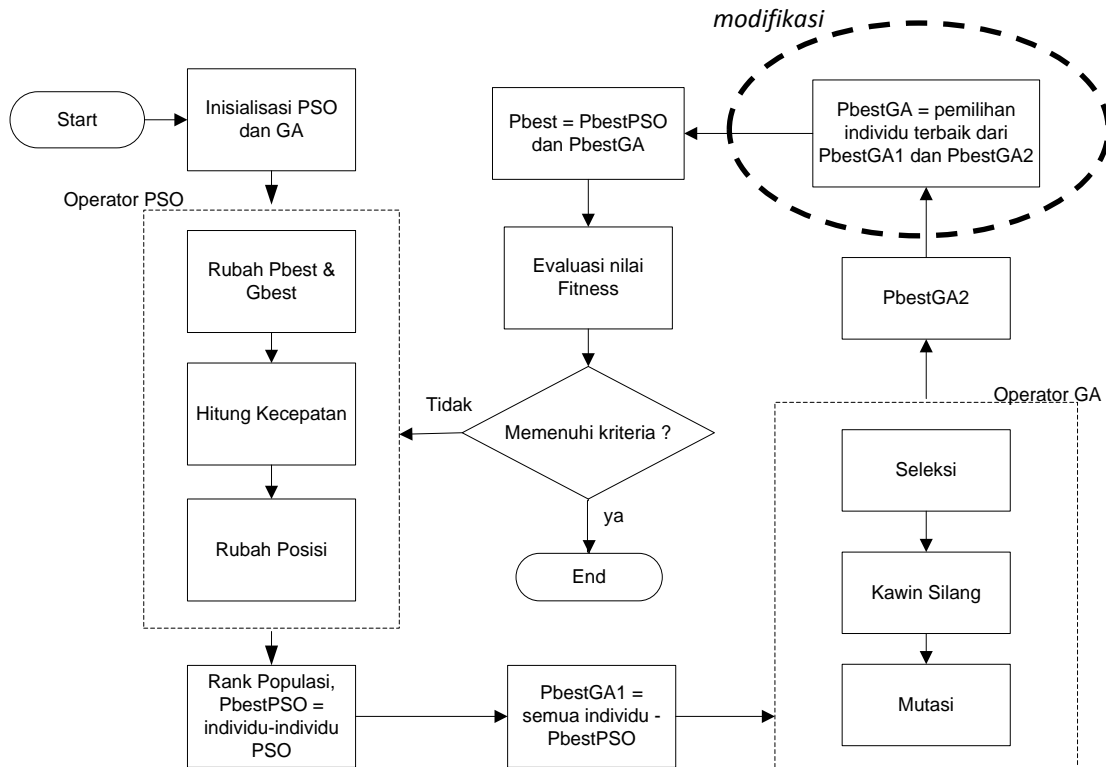 modifikasi
Start
Inisialisasi PSO
dan GA
Operator PSO
Rubah Pbest &
Gbest
Hitung Kecepatan
Rubah Posisi
Rank Populasi,
PbestPSO =
individu-individu
PSO
PbestGA1 =
semua individu -
PbestPSO
Operator GA
Seleksi
Kawin Silang
Mutasi
PbestGA2
PbestGA = pemilihan
individu terbaik dari
PbestGA1 dan PbestGA2
Pbest = PbestPSO
dan PbestGA
Evaluasi nilai
Fitness
Memenuhi kriteria ?
Tidak
ya
End